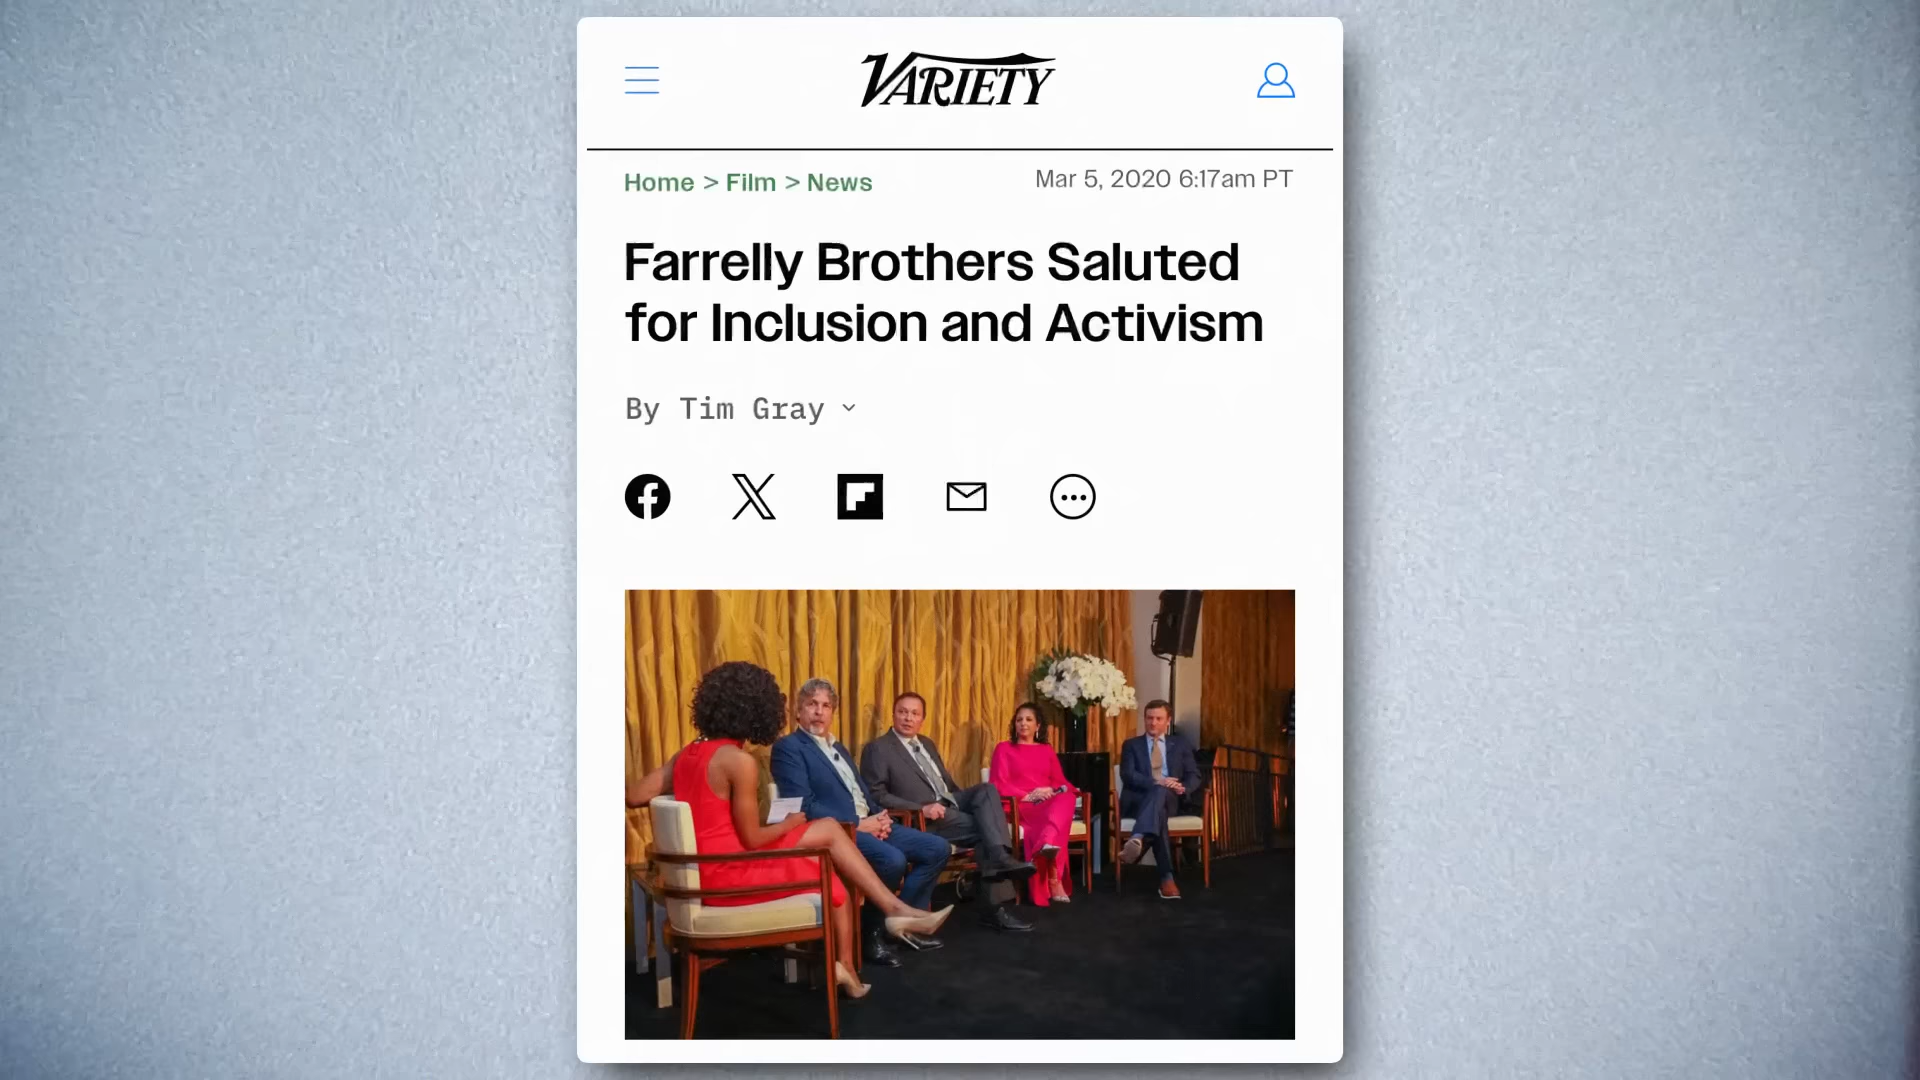 VARIETY
Home > Film > News
Mar 5, 2020 6:17am PT
Farrelly Brothers Saluted
for Inclusion and Activism
By Tim Gray